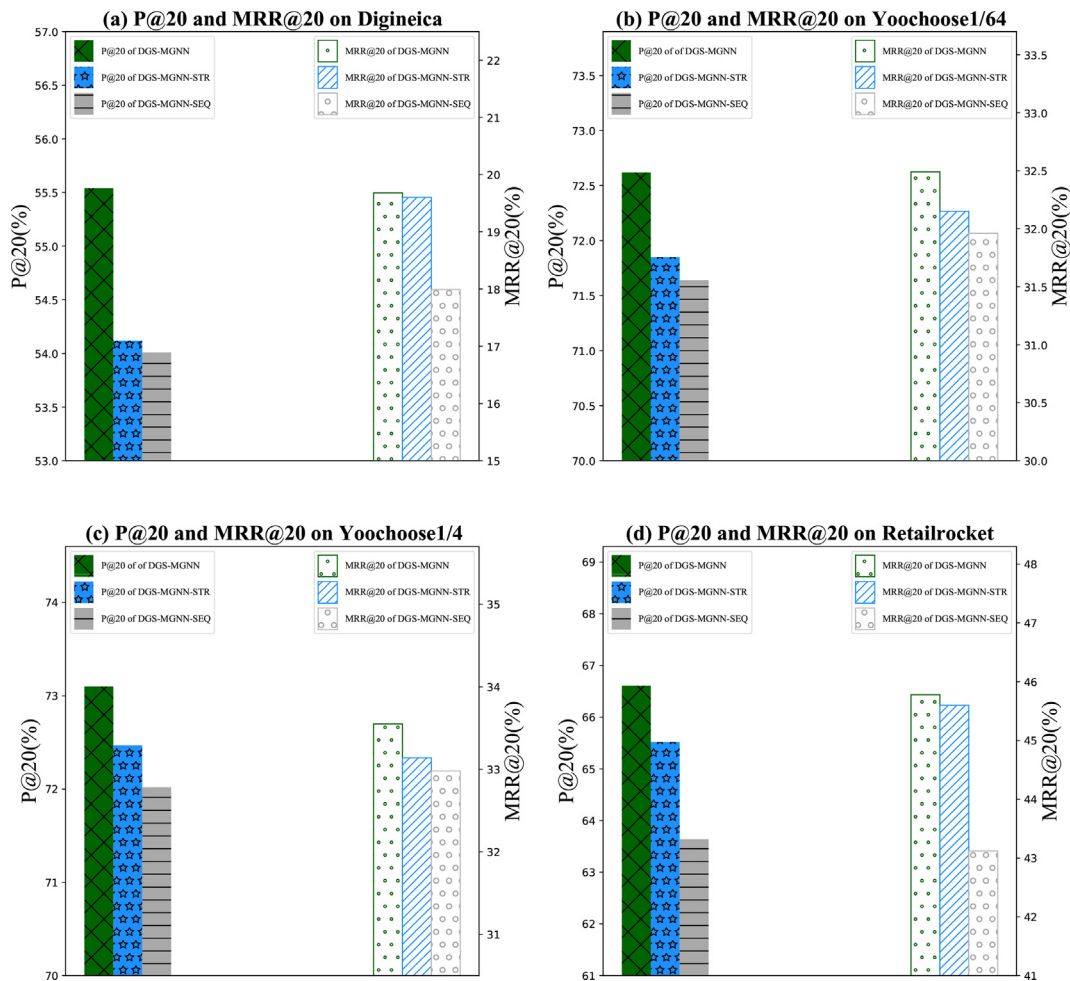 (a) P@20 and MRR@20 on Digineica
57.0
56.5
56.0
55.5
55.0
54.5
54.0
53.5
53.0
P@20(%)
P@20 of of DGS-MGNN
P@20 of DGS-MGNN-STR
P@20 of DGS-MGNN-SEQ
MRR@20 of DGS-MGNN
MRR@20 of DGS-MGNN-STR
MRR@20 of DGS-MGNN-SEQ
22
21
20
19
18
17
16
15
MRR@20(%)
(b) P@20 and MRR@20 on Yoochoose1/64
73.5
73.0
72.5
72.0
71.5
71.0
70.5
70.0
P@20(%)
P@20 of of DGS-MGNN
P@20 of DGS-MGNN-STR
P@20 of DGS-MGNN-SEQ
MRR@20 of DGS-MGNN
MRR@20 of DGS-MGNN-STR
MRR@20 of DGS-MGNN-SEQ
33.5
33.0
32.5
32.0
31.5
31.0
30.5
30.0
MRR@20(%)
(c) P@20 and MRR@20 on Yoochoose1/4
74
73
72
71
70
P@20(%)
P@20 of of DGS-MGNN
P@20 of DGS-MGNN-STR
P@20 of DGS-MGNN-SEQ
MRR@20 of DGS-MGNN
MRR@20 of DGS-MGNN-STR
MRR@20 of DGS-MGNN-SEQ
35
34
33
32
31
MRR@20(%)
(d) P@20 and MRR@20 on Retailrocket
69
68
67
66
65
64
63
62
61
P@20(%)
P@20 of of DGS-MGNN
P@20 of DGS-MGNN-STR
P@20 of DGS-MGNN-SEQ
MRR@20 of DGS-MGNN
MRR@20 of DGS-MGNN-STR
MRR@20 of DGS-MGNN-SEQ
48
47
46
45
44
43
42
41
MRR@20(%)